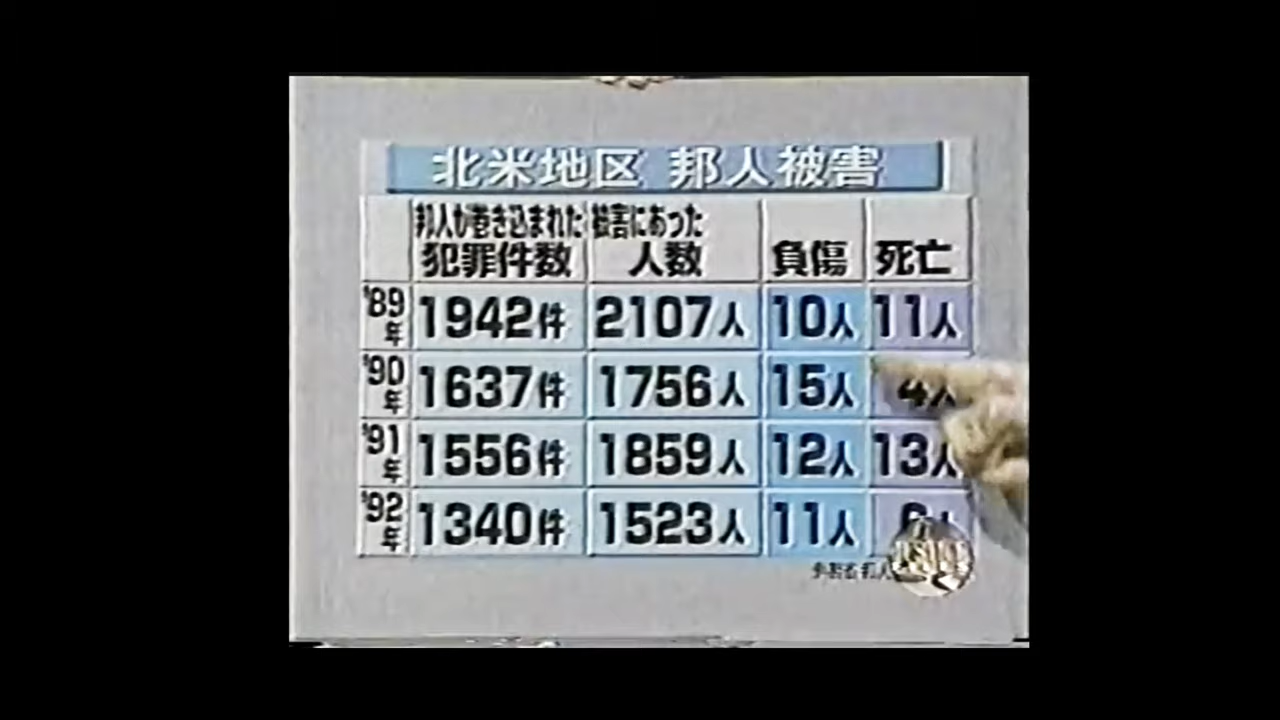 北米地区 邦人被害
邦人が巻き込まれた 犯罪件数
被害にあった 人数
負傷
死亡
'89年 1942件 2107人 10人 11人
'90年 1637件 1756人 15人 4人
'91年 1556件 1859人 12人 13人
'92年 1340件 1523人 11人